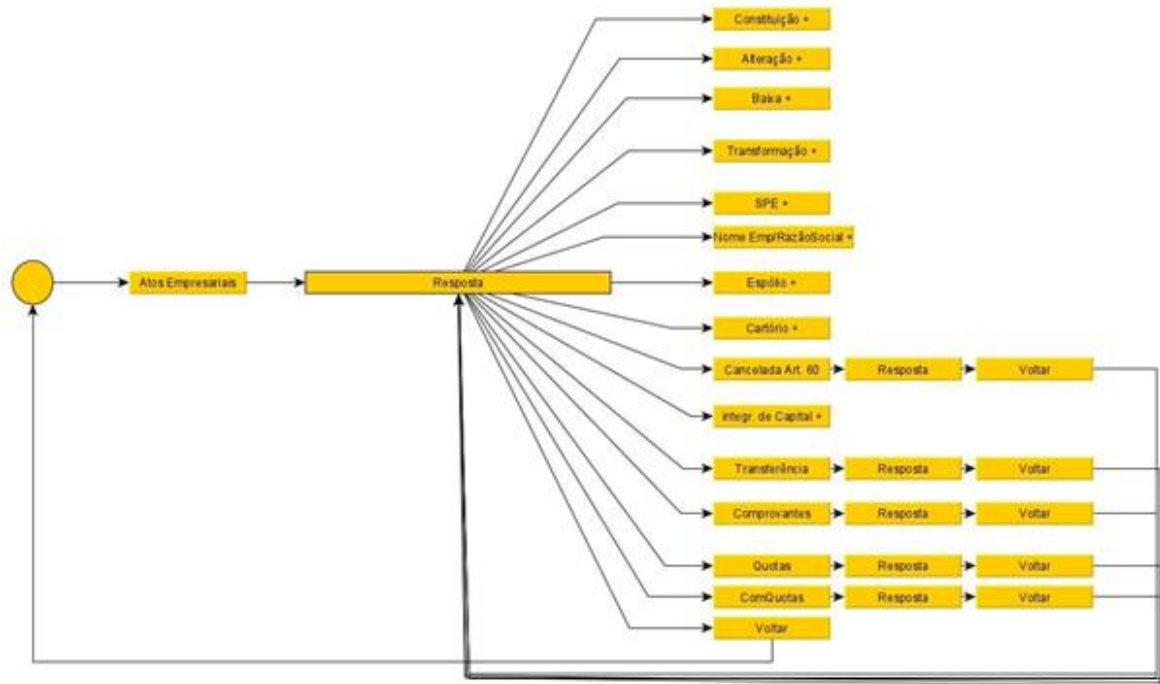 Constituição +
Alteração +
Baixa +
Transformação +
SPE +
Nome Emp/RazãoSocial +
Atos Empresariais
Resposta
Espólio +
Cartório +
Cancelada Art. 60
Resposta
Voltar
integr. de Capital +
Transferência
Resposta
Voltar
Comprovantes
Resposta
Voltar
Quotas
Resposta
Voltar
ComQuotas
Resposta
Voltar
Voltar